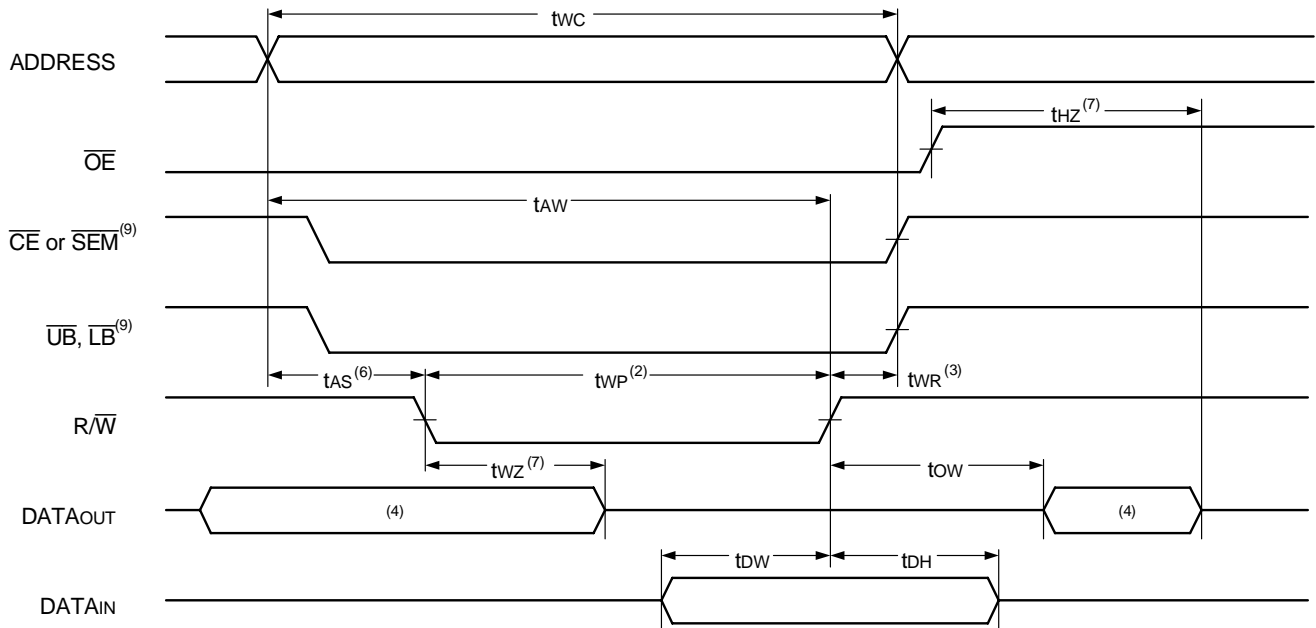 tWC
ADDRESS
tHZ(7)
OE
tAW
CE or SEM(9)
UB, LB(9)
tAS(6) tWP(2) tWR(3)
R/W
tWZ(7) tOW
DATAOUT (4) (4)
tDW tDH
DATAIN